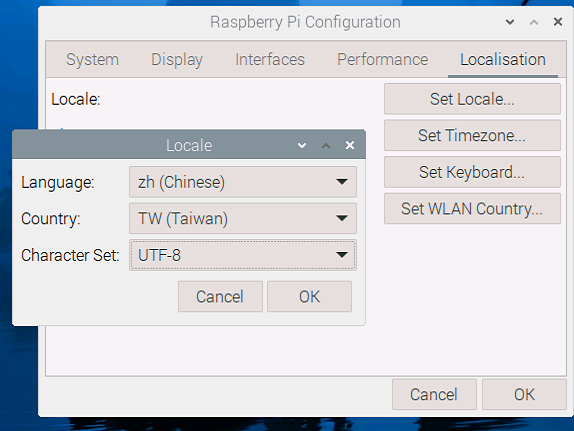 Raspberry Pi Configuration
System Display Interfaces Performance Localisation
Locale:
Set Locale...
Set Timezone...
Set Keyboard...
Set WLAN Country...
Locale
Language: zh (Chinese)
Country: TW (Taiwan)
Character Set: UTF-8
Cancel OK
Cancel OK